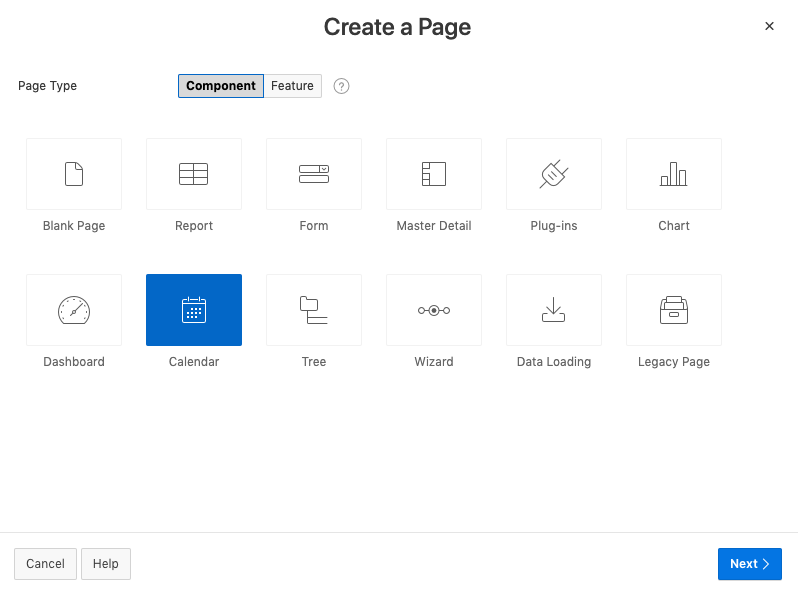 Create a Page
Page Type
Component Feature ?
Blank Page Report Form Master Detail Plug-ins Chart
Dashboard Calendar Tree Wizard Data Loading Legacy Page
Cancel Help Next